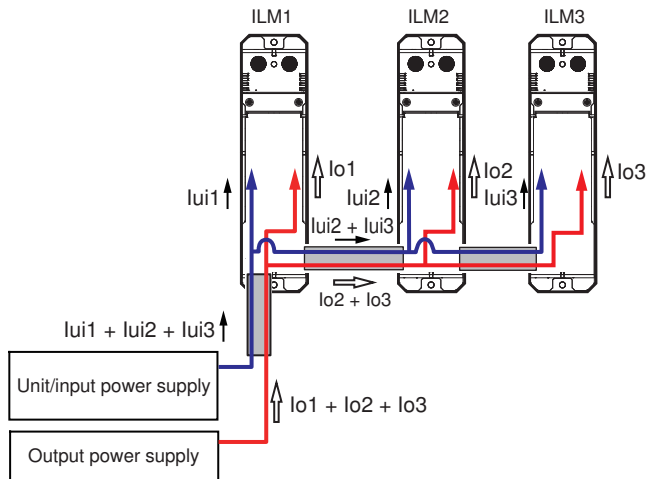 ILM1 ILM2 ILM3
Io1 Io2 Io3
Iui1 Iui2 Iui3
Iui2 + Iui3
Io2 + Io3
Iui1 + Iui2 + Iui3
Unit/input power supply
Io1 + Io2 + Io3
Output power supply